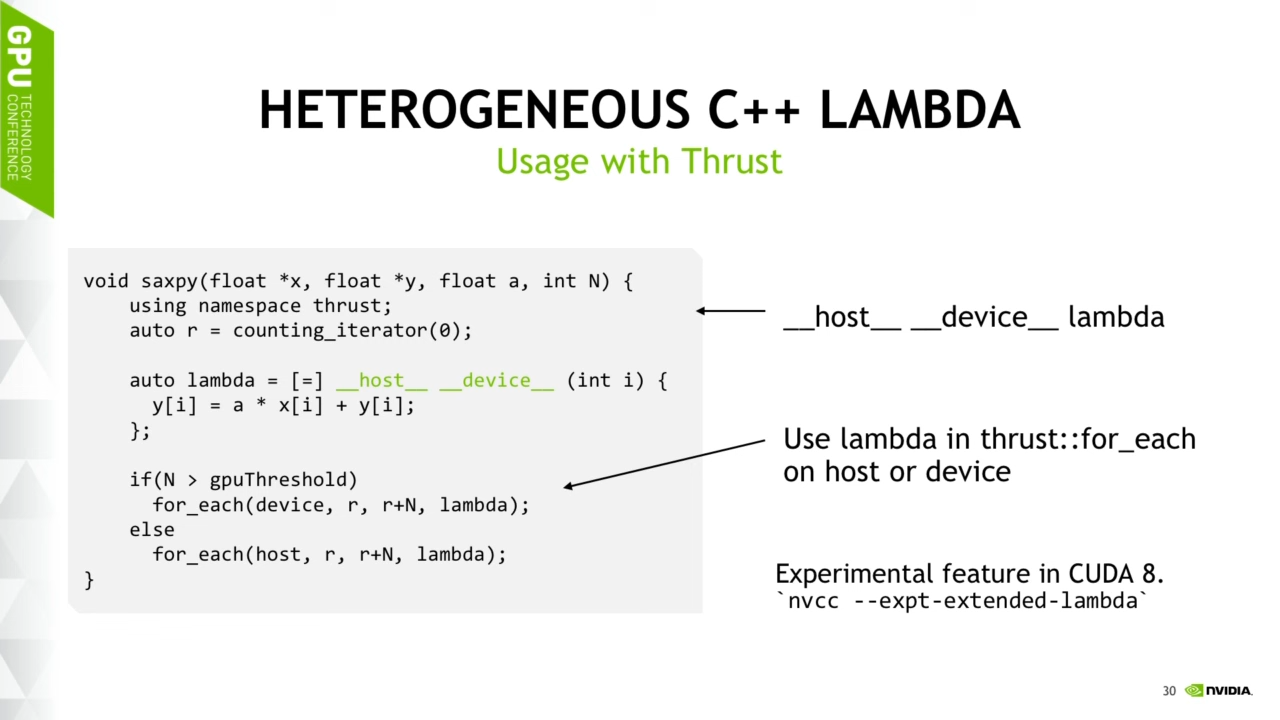 GPU
TECHNOLOGY
CONFERENCE
HETEROGENEOUS C++ LAMBDA
Usage with Thrust
void saxpy(float *x, float *y, float a, int N) {
    using namespace thrust;
    auto r = counting_iterator(0);
    auto lambda = [=] __host__ __device__ (int i) {
      y[i] = a * x[i] + y[i];
    };
    if(N > gpuThreshold)
      for_each(device, r, r+N, lambda);
    else
      for_each(host, r, r+N, lambda);
}
__host__ __device__ lambda
Use lambda in thrust::for_each
on host or device
Experimental feature in CUDA 8.
`nvcc --expt-extended-lambda`
30
NVIDIA.